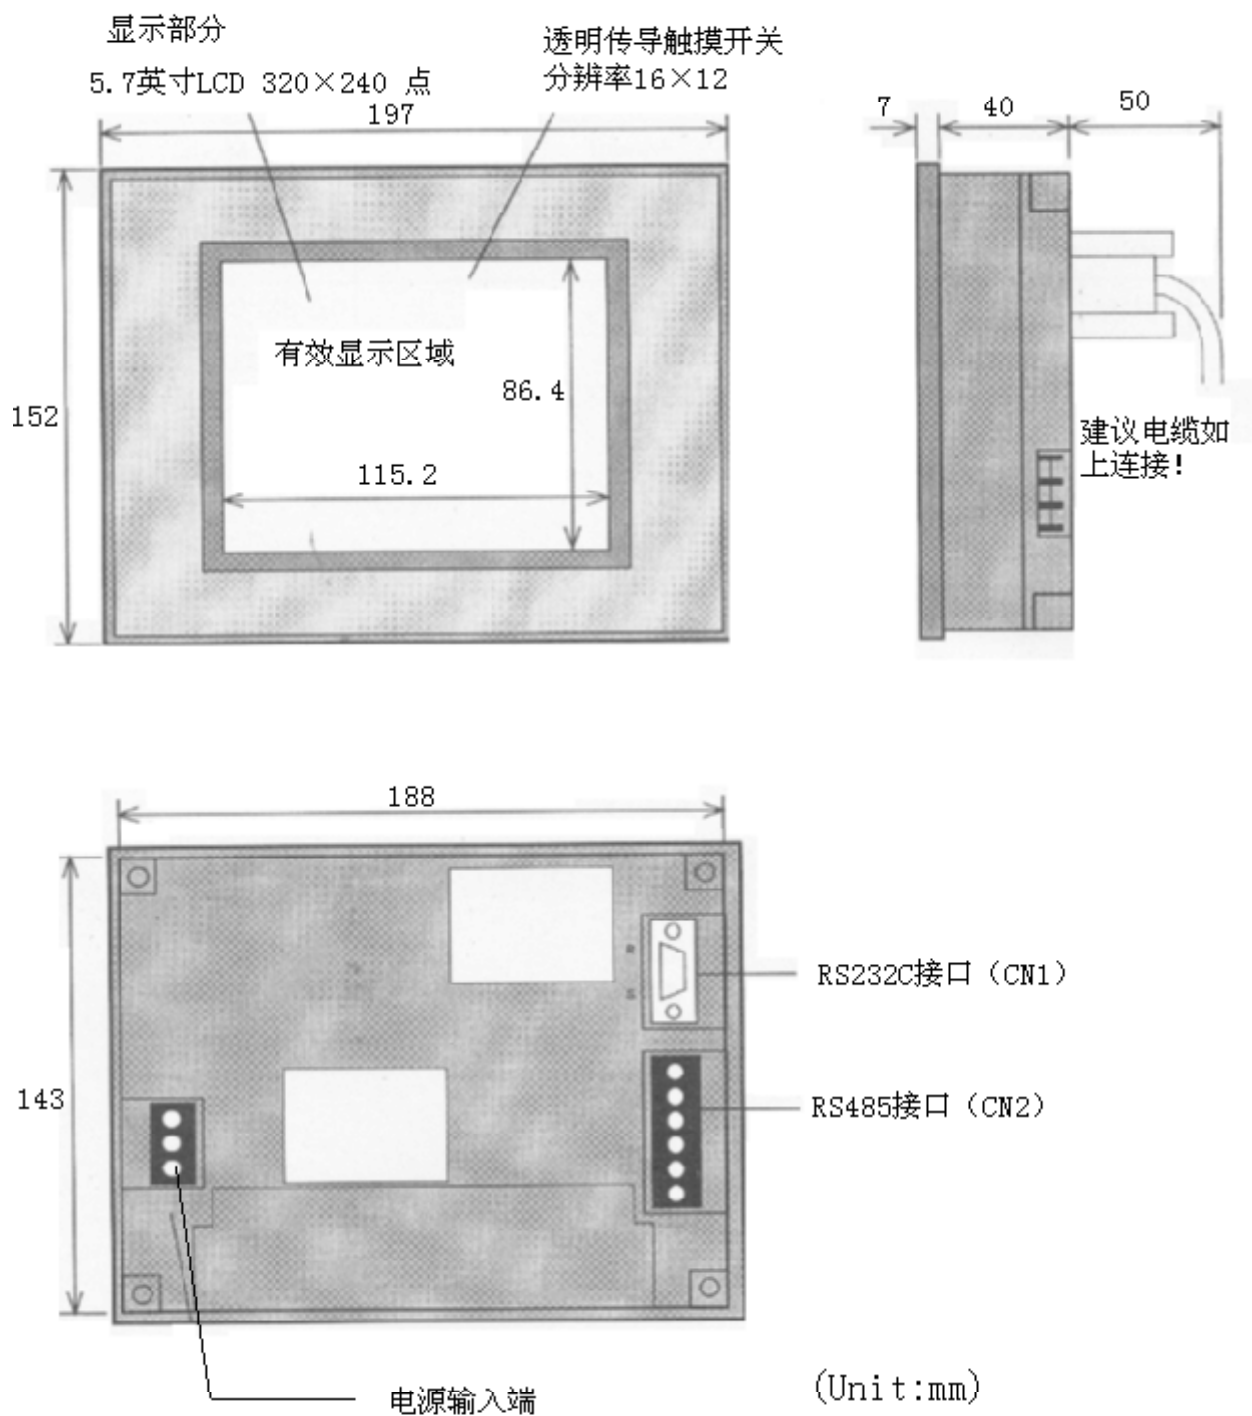 显示部分
5.7英寸LCD 320×240 点
透明传导触摸开关
分辨率16×12
197
7
40
50
152
有效显示区域
86.4
115.2
建议电缆如
上连接!
188
143
RS232C接口（CN1）
RS485接口（CN2）
电源输入端
(Unit:mm)